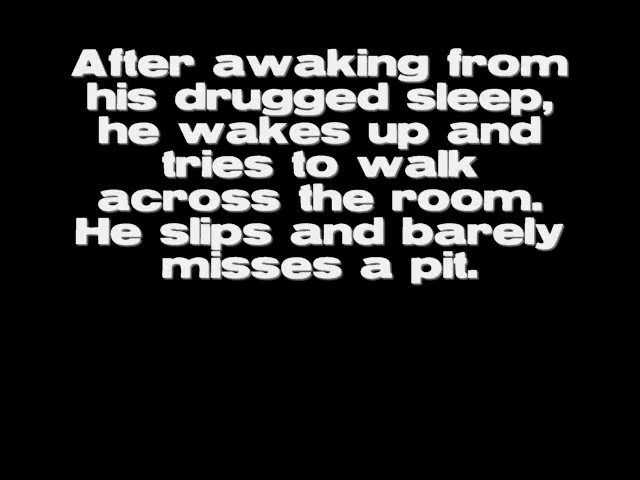 After awaking from
his drugged sleep,
he wakes up and
tries to walk
across the room.
He slips and barely
misses a pit.